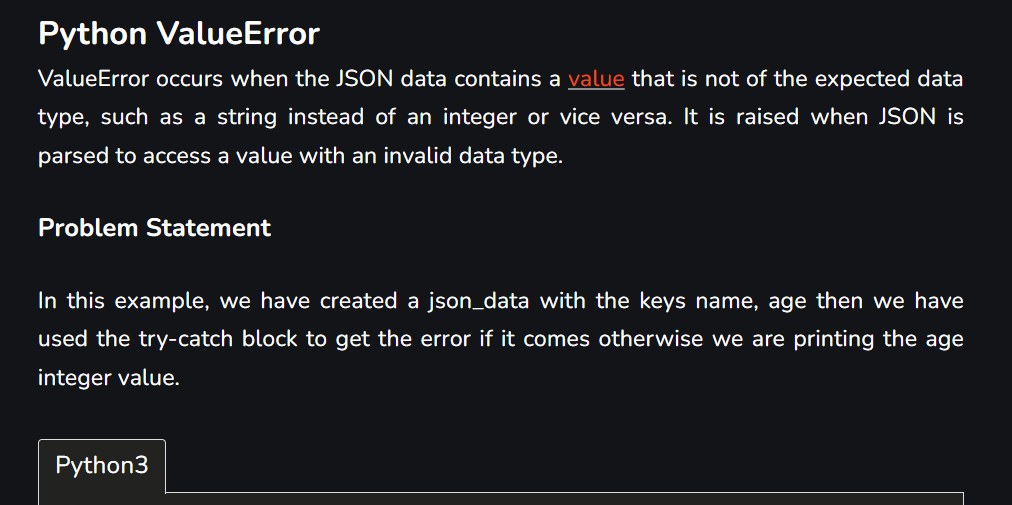 Python ValueError
ValueError occurs when the JSON data contains a value that is not of the expected data
type, such as a string instead of an integer or vice versa. It is raised when JSON is
parsed to access a value with an invalid data type.
Problem Statement
In this example, we have created a json_data with the keys name, age then we have
used the try-catch block to get the error if it comes otherwise we are printing the age
integer value.
Python3